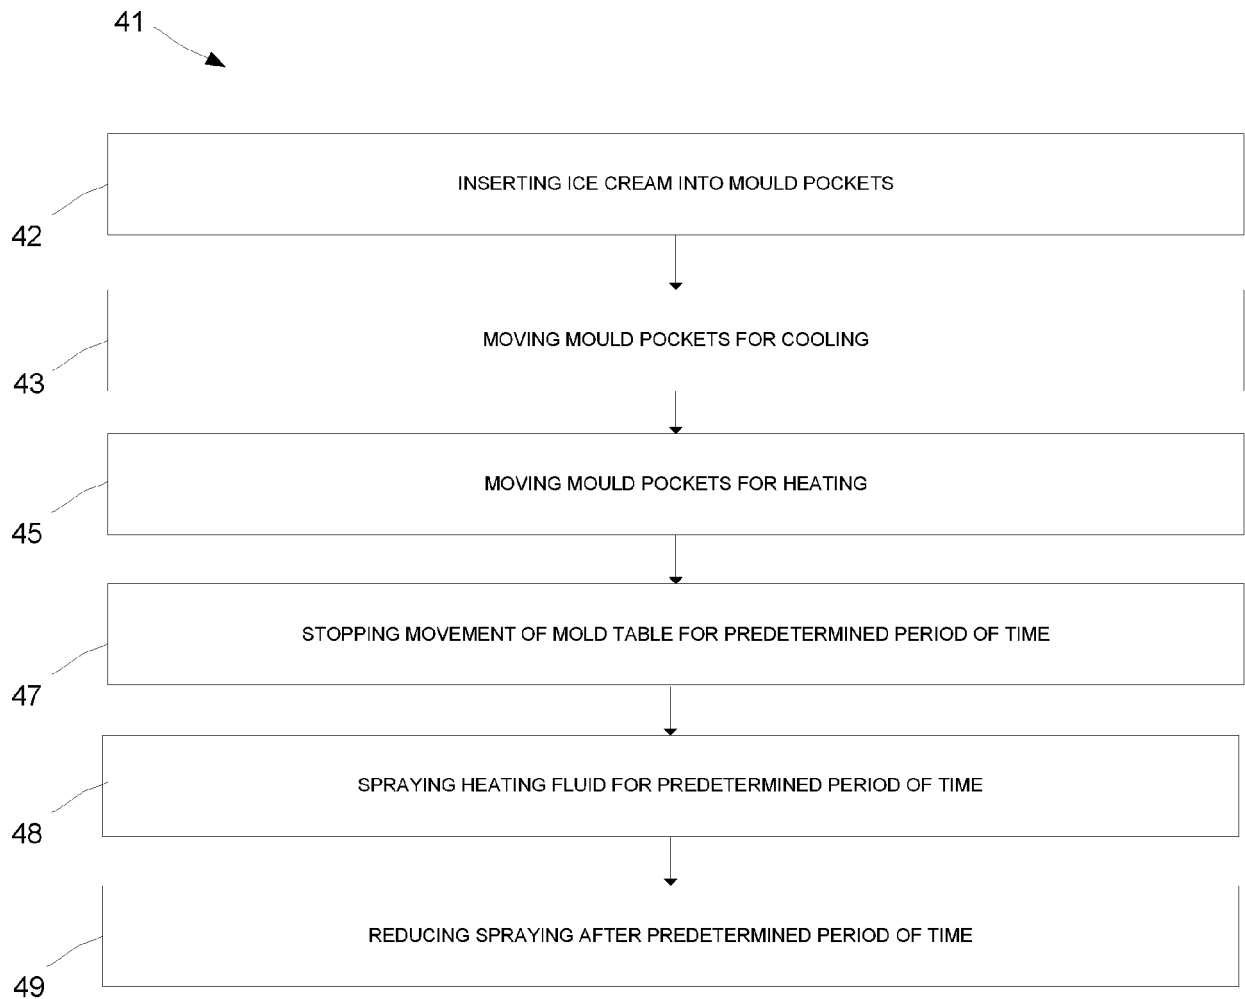 41
INSERTING ICE CREAM INTO MOULD POCKETS
42
MOVING MOULD POCKETS FOR COOLING
43
MOVING MOULD POCKETS FOR HEATING
45
STOPPING MOVEMENT OF MOLD TABLE FOR PREDETERMINED PERIOD OF TIME
47
SPRAYING HEATING FLUID FOR PREDETERMINED PERIOD OF TIME
48
REDUCING SPRAYING AFTER PREDETERMINED PERIOD OF TIME
49